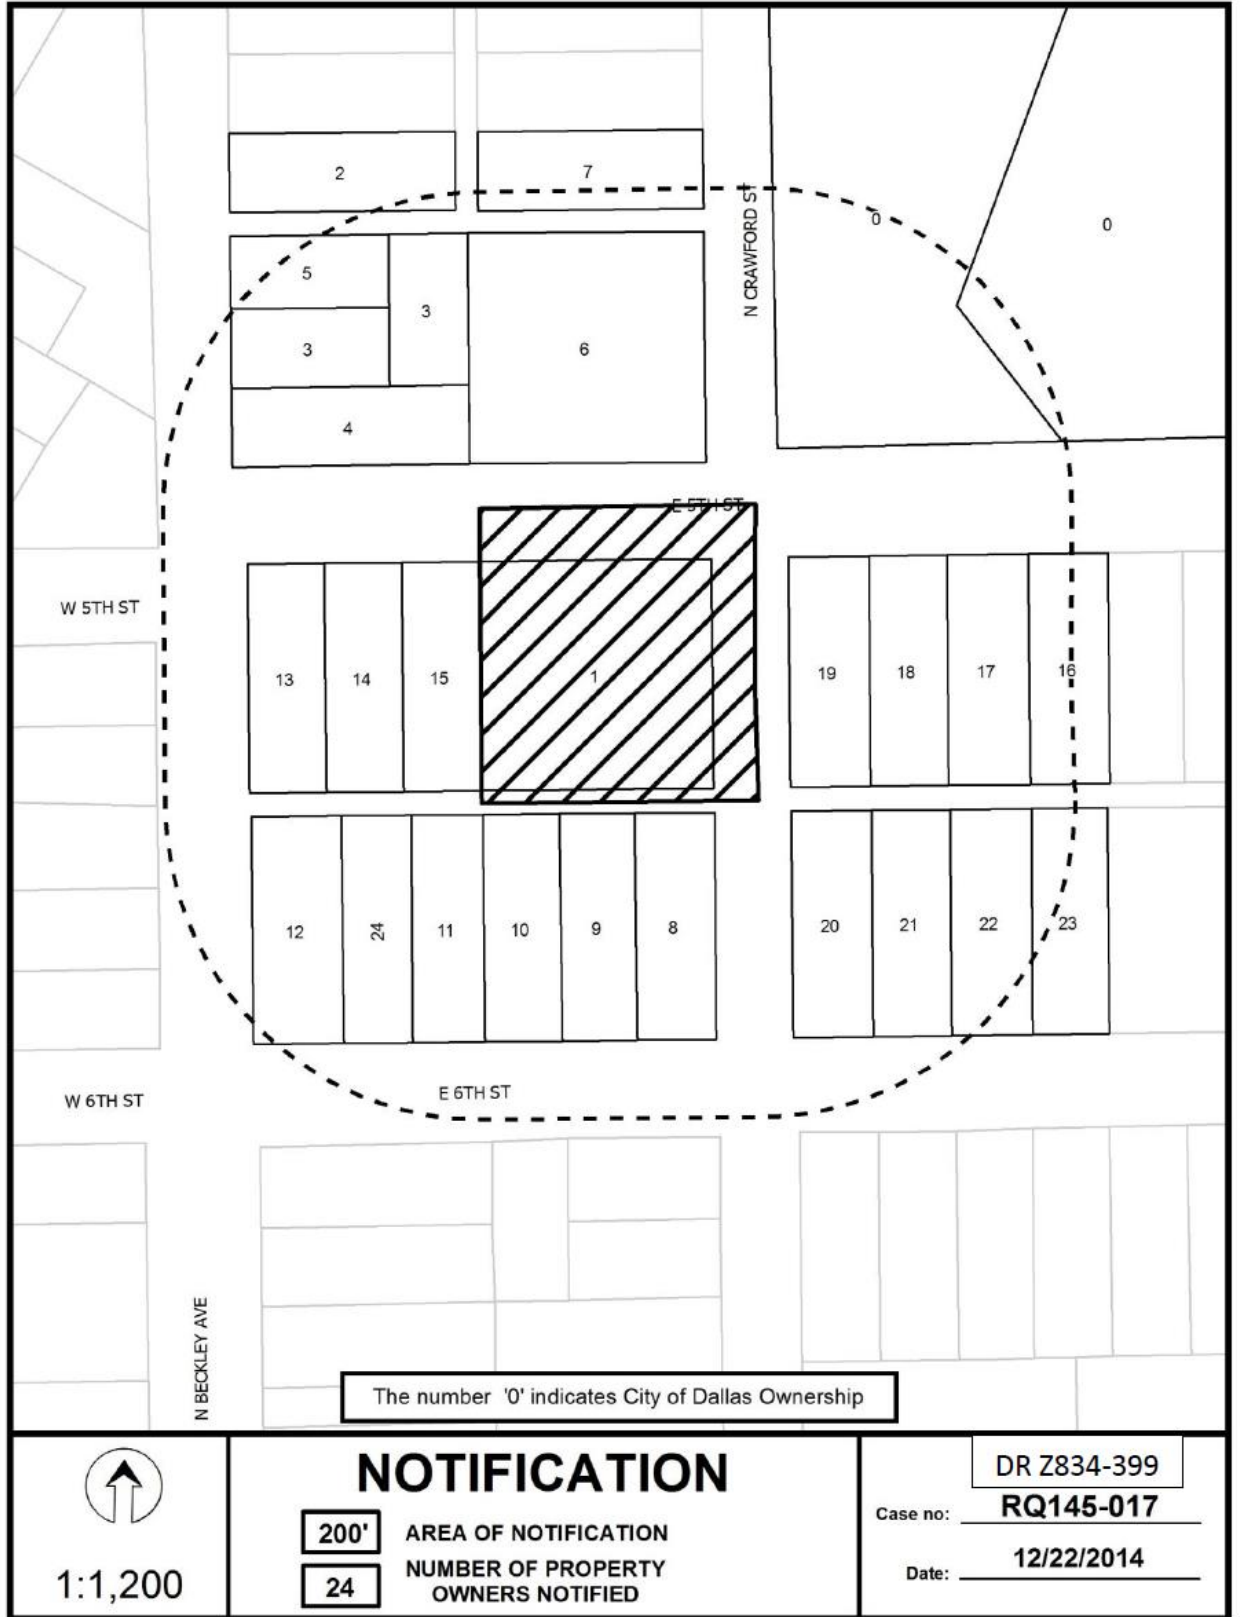 2
7
0
0
N CRAWFORD ST
5
3
3
6
4
E 5TH ST
W 5TH ST
13
14
15
1
19
18
17
16
12
24
11
10
9
8
20
21
22
23
W 6TH ST
E 6TH ST
N BECKLEY AVE
The number '0' indicates City of Dallas Ownership
1:1,200
NOTIFICATION
200' AREA OF NOTIFICATION
24 NUMBER OF PROPERTY
OWNERS NOTIFIED
DR Z834-399
Case no: RQ145-017
Date: 12/22/2014